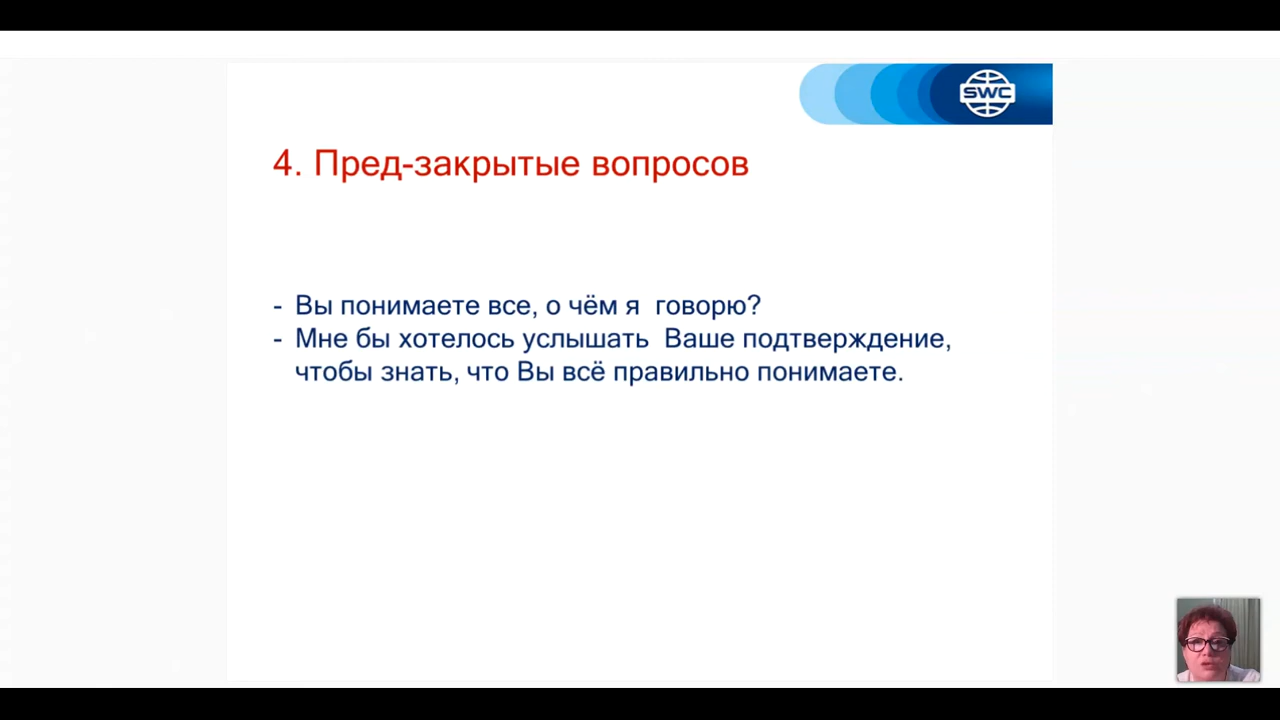 SWC
4. Пред-закрытые вопросов
- Вы понимаете все, о чём я говорю?
- Мне бы хотелось услышать Ваше подтверждение,
чтобы знать, что Вы всё правильно понимаете.